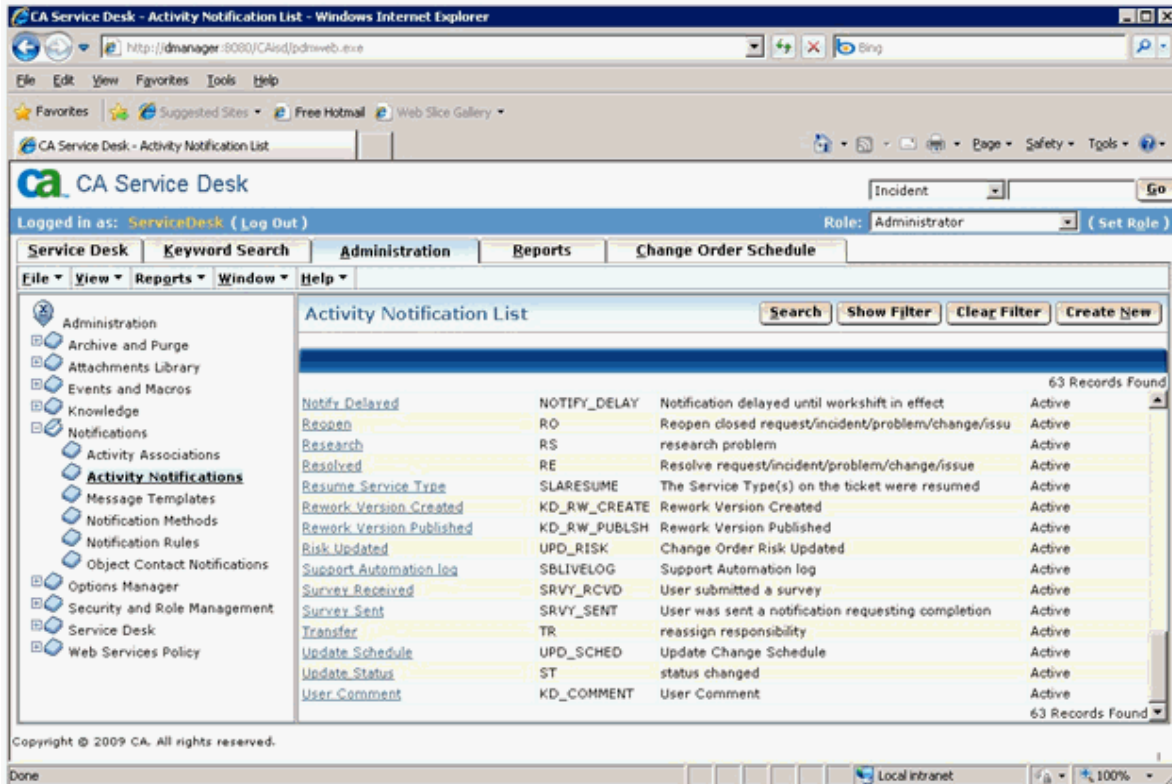 CA Service Desk - Activity Notification List - Windows Internet Explorer
http://dmanager:8080/CAisd/pdmweb.exe
Bing
File Edit View Favorites Tools Help
Favorites Suggested Sites Free Hotmail Web Slice Gallery
CA Service Desk - Activity Notification List Page Safety Tools
ca CA Service Desk
Incident Go
Logged in as: ServiceDesk ( Log Out ) Role: Administrator ( Set Role )
Service Desk Keyword Search Administration Reports Change Order Schedule
File View Reports Window Help
Administration
Archive and Purge
Attachments Library
Events and Macros
Knowledge
Notifications
Activity Associations
Activity Notifications
Message Templates
Notification Methods
Notification Rules
Object Contact Notifications
Options Manager
Security and Role Management
Service Desk
Web Services Policy
Activity Notification List Search Show Filter Clear Filter Create New
63 Records Found
Notify Delayed NOTIFY_DELAY Notification delayed until workshift in effect Active
Reopen RO Reopen closed request/incident/problem/change/issu Active
Research RS research problem Active
Resolved RE Resolve request/incident/problem/change/issue Active
Resume Service Type SLARESUME The Service Type(s) on the ticket were resumed Active
Rework Version Created KD_RW_CREATE Rework Version Created Active
Rework Version Published KD_RW_PUBLSH Rework Version Published Active
Risk Updated UPD_RISK Change Order Risk Updated Active
Support Automation log SBLIVELOG Support Automation log Active
Survey Received SRVY_RCVD User submitted a survey Active
Survey Sent SRVY_SENT User was sent a notification requesting completion Active
Transfer TR reassign responsibility Active
Update Schedule UPD_SCHED Update Change Schedule Active
Update Status ST status changed Active
User Comment KD_COMMENT User Comment Active
63 Records Found
Copyright © 2009 CA. All rights reserved.
Done Local intranet 100%